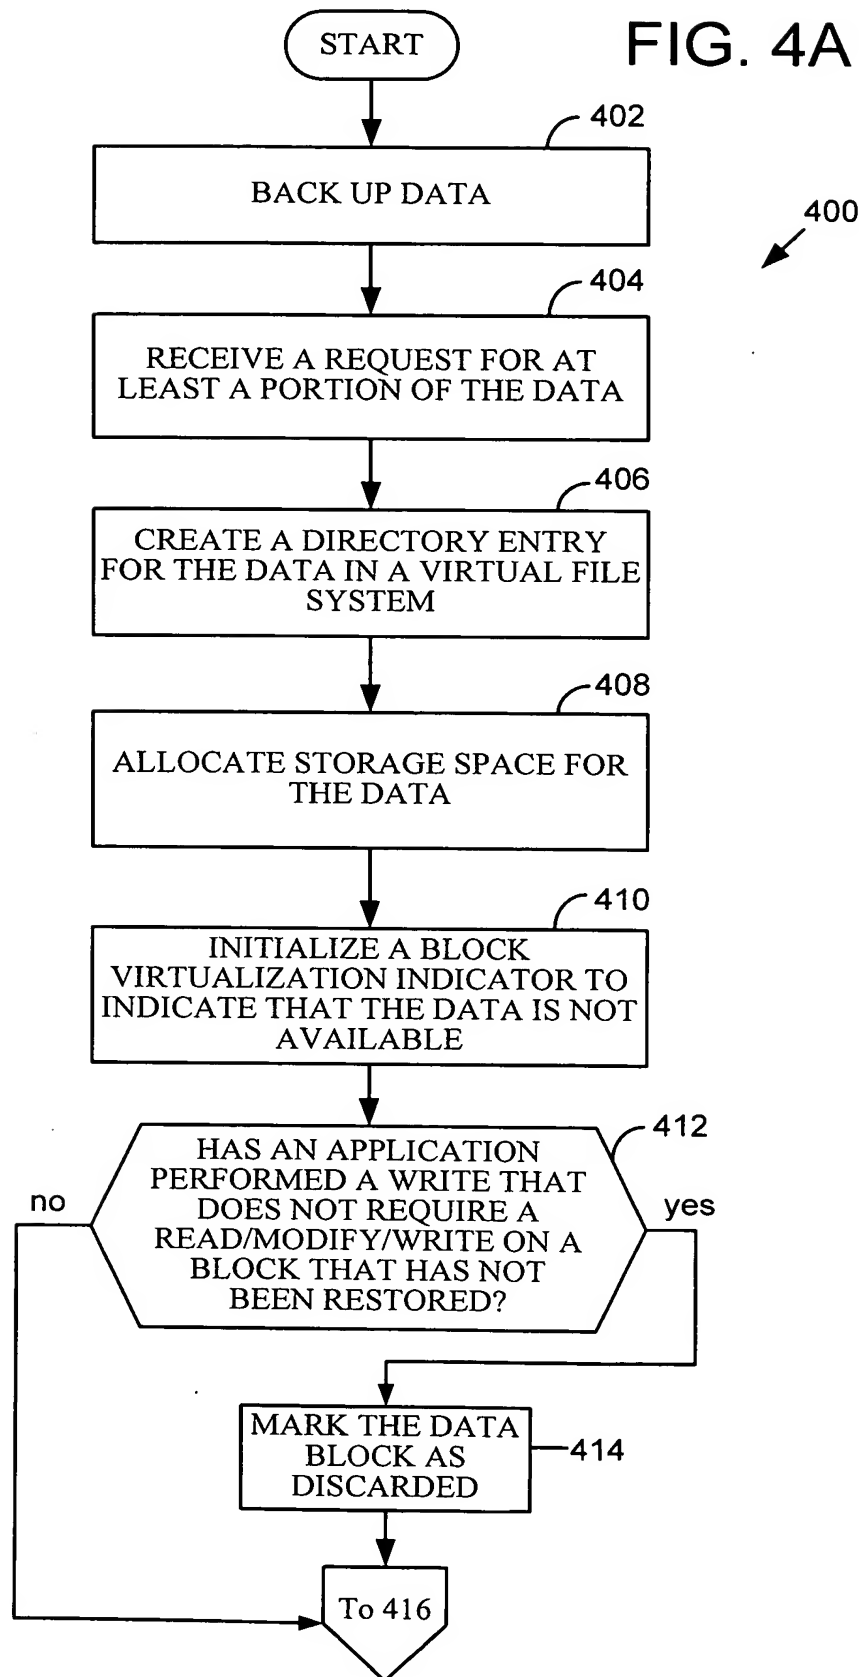 START
FIG. 4A
402
BACK UP DATA
400
404
RECEIVE A REQUEST FOR AT
LEAST A PORTION OF THE DATA
406
CREATE A DIRECTORY ENTRY
FOR THE DATA IN A VIRTUAL FILE
SYSTEM
408
ALLOCATE STORAGE SPACE FOR
THE DATA
410
INITIALIZE A BLOCK
VIRTUALIZATION INDICATOR TO
INDICATE THAT THE DATA IS NOT
AVAILABLE
412
HAS AN APPLICATION
PERFORMED A WRITE THAT
DOES NOT REQUIRE A
READ/MODIFY/WRITE ON A
BLOCK THAT HAS NOT
BEEN RESTORED?
no
yes
MARK THE DATA
BLOCK AS
DISCARDED
414
To 416